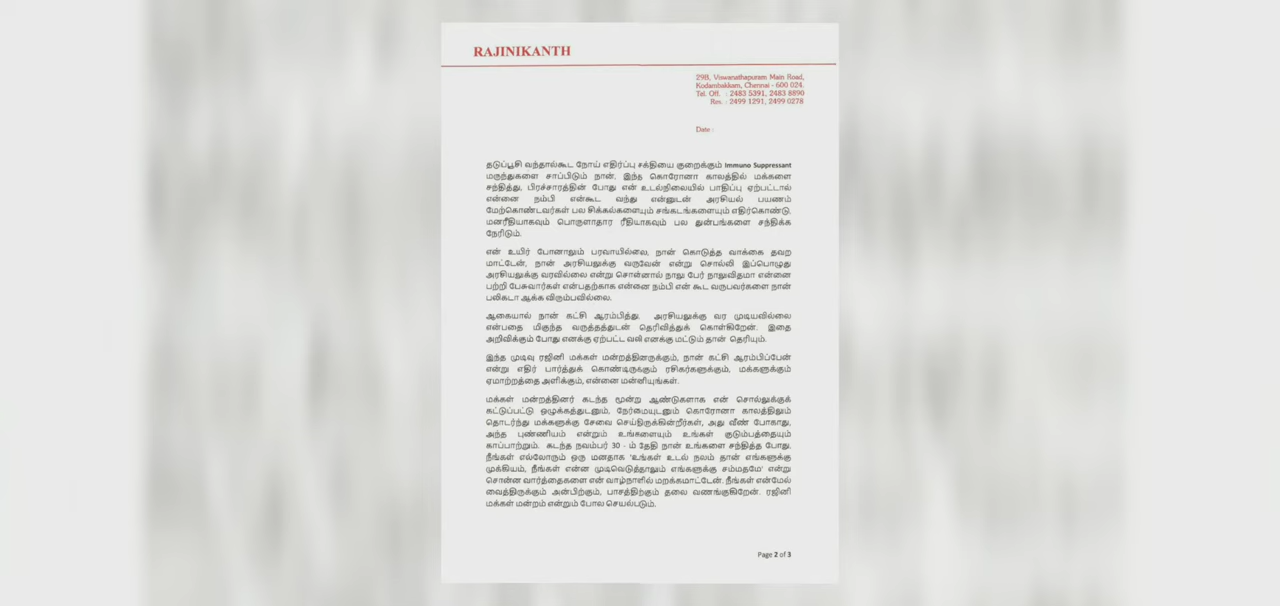 RAJINIKANTH
29B, Viswanathapuram Main Road,
Kodambakkam, Chennai - 600 024.
Tel. Off. : 2483 5391, 2483 8890
Res. : 2499 1291, 2499 0278
Date :
தடுப்பூசி வந்தால்கூட நோய் எதிர்ப்பு சக்தியை குறைக்கும் Immuno Suppressant
மருந்துகளை சாப்பிடும் நான், இந்த கொரோனா காலத்தில் மக்களை
சந்தித்து, பிரச்சாரத்தின் போது என் உடல்நிலையில் பாதிப்பு ஏற்பட்டால்
என்னை நம்பி என்கூட வந்து என்னுடன் அரசியல் பயணம்
மேற்கொண்டவர்கள் பல சிக்கல்களையும் சங்கடங்களையும் எதிர்கொண்டு,
மனரீதியாகவும் பொருளாதார ரீதியாகவும் பல துன்பங்களை சந்திக்க
நேரிடும்.
என் உயிர் போனாலும் பரவாயில்லை, நான் கொடுத்த வாக்கை தவற
மாட்டேன், நான் அரசியலுக்கு வருவேன் என்று சொல்லி இப்பொழுது
அரசியலுக்கு வரவில்லை என்று சொன்னால் நாலு பேர் நாலுவிதமா என்னை
பற்றி பேசுவார்கள் என்பதற்காக என்னை நம்பி என் கூட வருபவர்களை நான்
பலிகடா ஆக்க விரும்பவில்லை.
ஆகையால் நான் கட்சி ஆரம்பித்து. அரசியலுக்கு வர முடியவில்லை
என்பதை மிகுந்த வருத்தத்துடன் தெரிவித்துக் கொள்கிறேன். இதை
அறிவிக்கும் போது எனக்கு ஏற்பட்ட வலி எனக்கு மட்டும் தான் தெரியும்.
இந்த முடிவு ரஜினி மக்கள் மன்றத்தினருக்கும், நான் கட்சி ஆரம்பிப்பேன்
என்று எதிர் பார்த்துக் கொண்டிருக்கும் ரசிகர்களுக்கும், மக்களுக்கும்
ஏமாற்றத்தை அளிக்கும், என்னை மன்னியுங்கள்.
மக்கள் மன்றத்தினர் கடந்த மூன்று ஆண்டுகளாக என் சொல்லுக்குக்
கட்டுப்பட்டு ஒழுக்கத்துடனும், நேர்மையுடனும் கொரோனா காலத்திலும்
தொடர்ந்து மக்களுக்கு சேவை செய்திருக்கின்றீர்கள், அது வீண் போகாது,
அந்த புண்ணியம் என்றும் உங்களையும் உங்கள் குடும்பத்தையும்
காப்பாற்றும். கடந்த நவம்பர் 30 - ம் தேதி நான் உங்களை சந்தித்த போது,
நீங்கள் எல்லோரும் ஒரு மனதாக 'உங்கள் உடல் நலம் தான் எங்களுக்கு
முக்கியம், நீங்கள் என்ன முடிவெடுத்தாலும் எங்களுக்கு சம்மதமே' என்று
சொன்ன வார்த்தைகளை என் வாழ்நாளில் மறக்கமாட்டேன். நீங்கள் என்மேல்
வைத்திருக்கும் அன்பிற்கும், பாசத்திற்கும் தலை வணங்குகிறேன். ரஜினி
மக்கள் மன்றம் என்றும் போல செயல்படும்.
Page 2 of 3